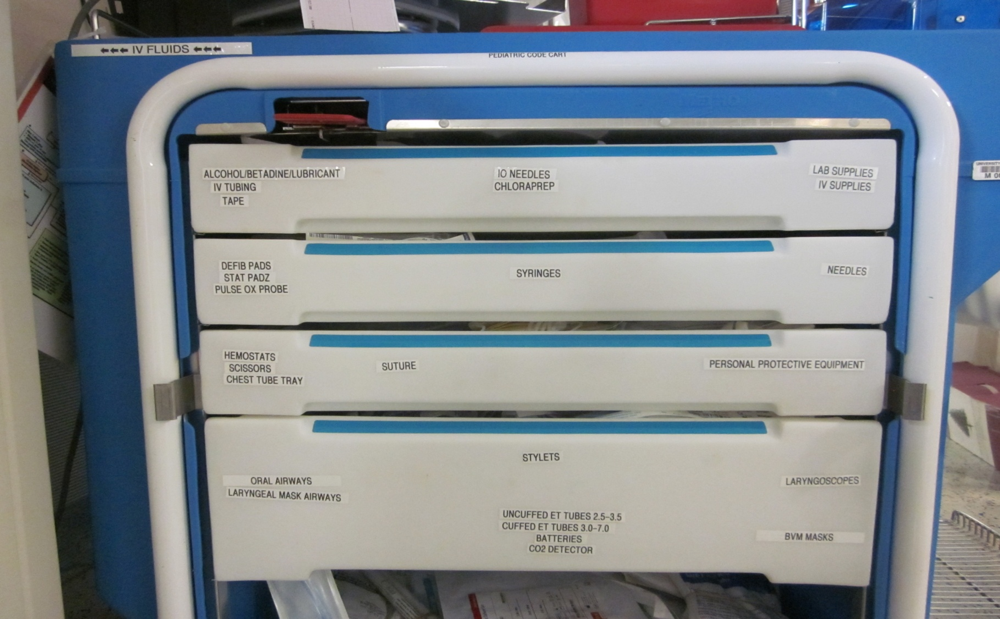 ←←← IV FLUIDS ←←←
PEDIATRIC CODE CART
ALCOHOL/BETADINE/LUBRICANT
IV TUBING
TAPE
IO NEEDLES
CHLORAPREP
LAB SUPPLIES
IV SUPPLIES
UNIVERSITY
M
DEFIB PADS
STAT PADZ
PULSE OX PROBE
SYRINGES
NEEDLES
HEMOSTATS
SCISSORS
CHEST TUBE TRAY
SUTURE
PERSONAL PROTECTIVE EQUIPMENT
STYLETS
ORAL AIRWAYS
LARYNGEAL MASK AIRWAYS
LARYNGOSCOPES
UNCUFFED ET TUBES 2.5-3.5
CUFFED ET TUBES 3.0-7.0
BATTERIES
CO2 DETECTOR
BVM MASKS